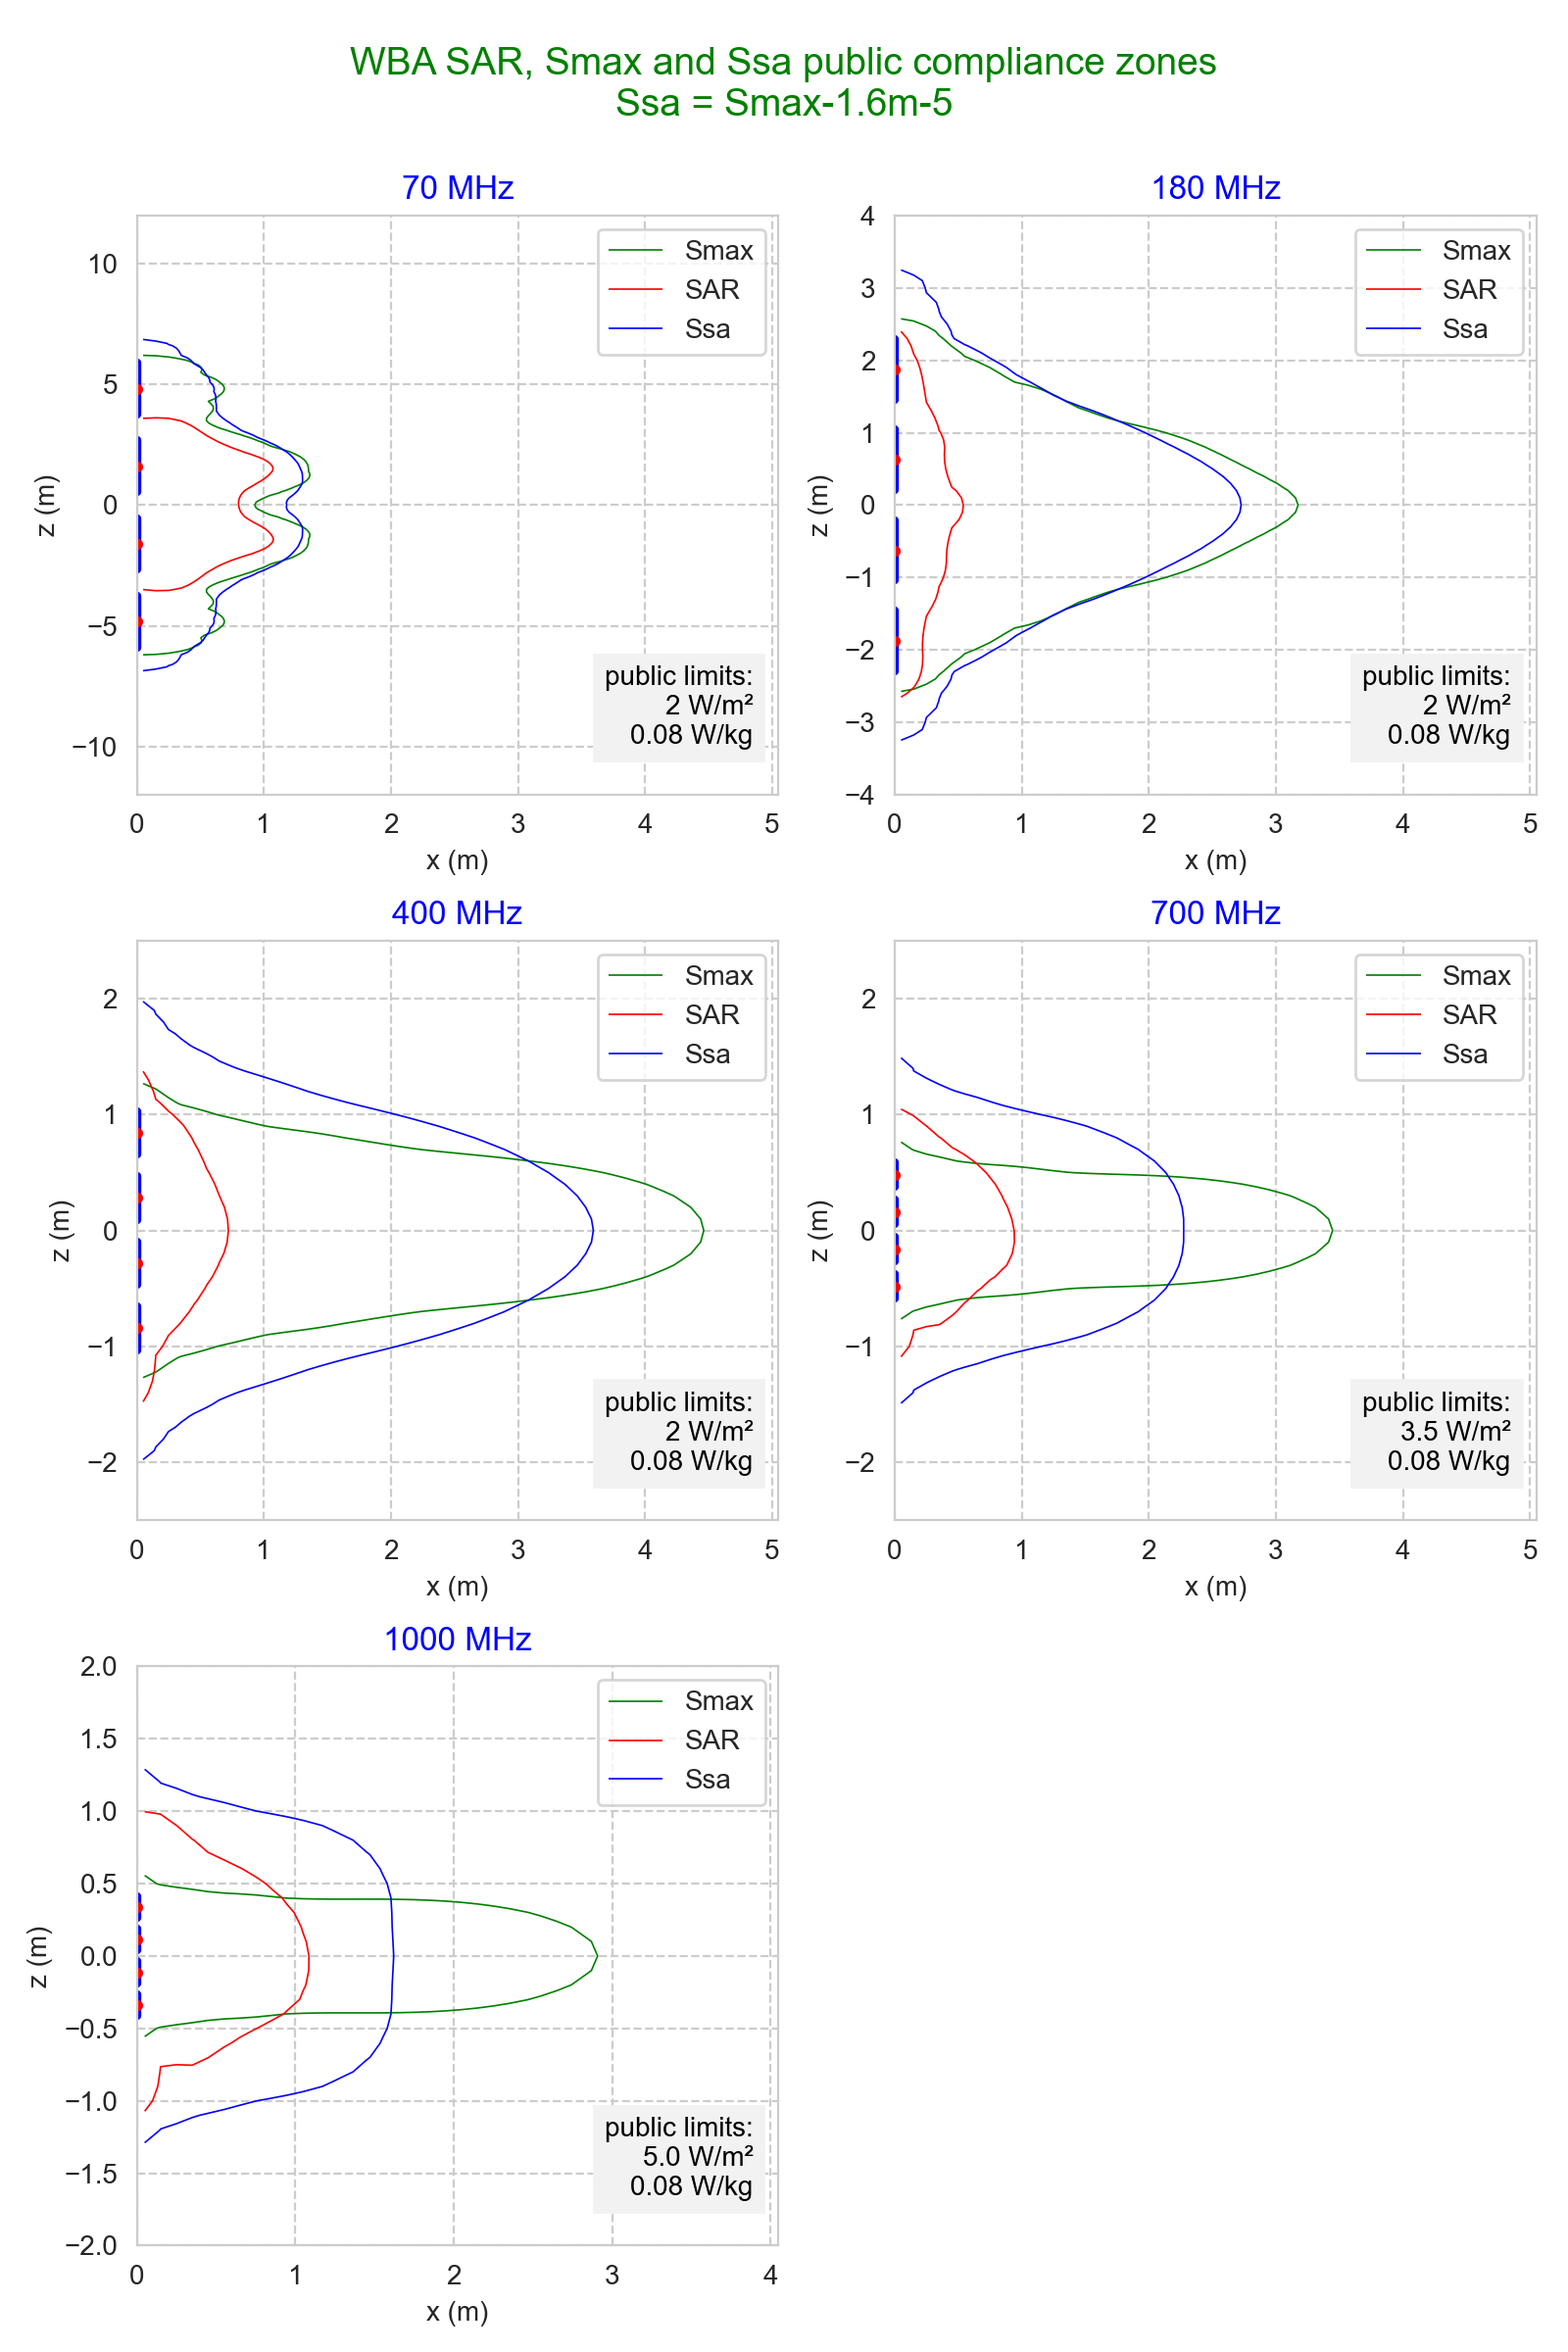 WBA SAR, Smax and Ssa public compliance zones
Ssa = Smax-1.6m-5
70 MHz
Smax
SAR
Ssa
10
5
0
−5
−10
z (m)
public limits:
2 W/m²
0.08 W/kg
0 1 2 3 4 5
x (m)
180 MHz
Smax
SAR
Ssa
4
3
2
1
0
−1
−2
−3
−4
z (m)
public limits:
2 W/m²
0.08 W/kg
0 1 2 3 4 5
x (m)
400 MHz
Smax
SAR
Ssa
2
1
0
−1
−2
z (m)
public limits:
2 W/m²
0.08 W/kg
0 1 2 3 4 5
x (m)
700 MHz
Smax
SAR
Ssa
2
1
0
−1
−2
z (m)
public limits:
3.5 W/m²
0.08 W/kg
0 1 2 3 4 5
x (m)
1000 MHz
Smax
SAR
Ssa
2.0
1.5
1.0
0.5
0.0
−0.5
−1.0
−1.5
−2.0
z (m)
public limits:
5.0 W/m²
0.08 W/kg
0 1 2 3 4
x (m)